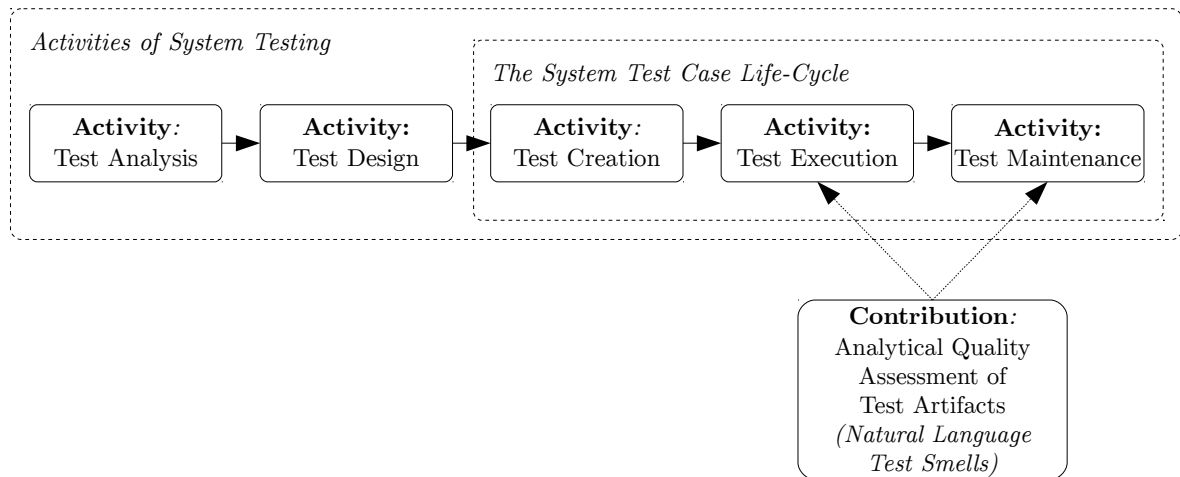 Activities of System Testing
The System Test Case Life-Cycle
Activity:
Test Analysis
Activity:
Test Design
Activity:
Test Creation
Activity:
Test Execution
Activity:
Test Maintenance
Contribution:
Analytical Quality
Assessment of
Test Artifacts
(Natural Language
Test Smells)